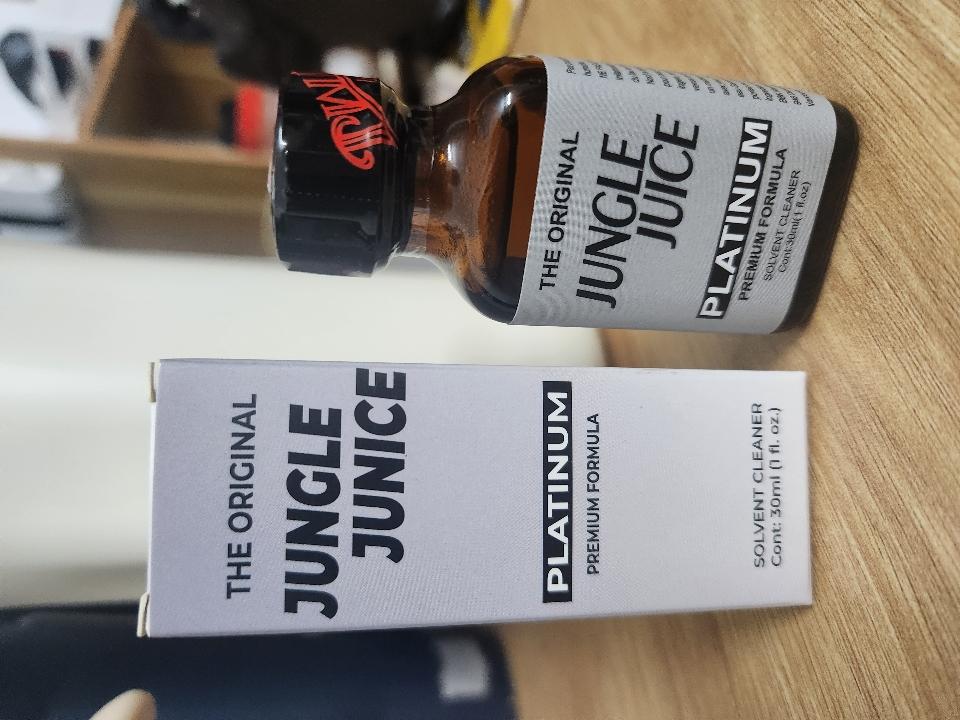 THE ORIGINAL
JUNGLE
JUNICE
PLATINUM
PREMIUM FORMULA
SOLVENT CLEANER
Cont: 30ml (1 fl. oz.)
THE ORIGINAL
JUNGLE
JUICE
PLATINUM
PREMIUM FORMULA
SOLVENT CLEANER
Cont:30ml(1 fl.oz)